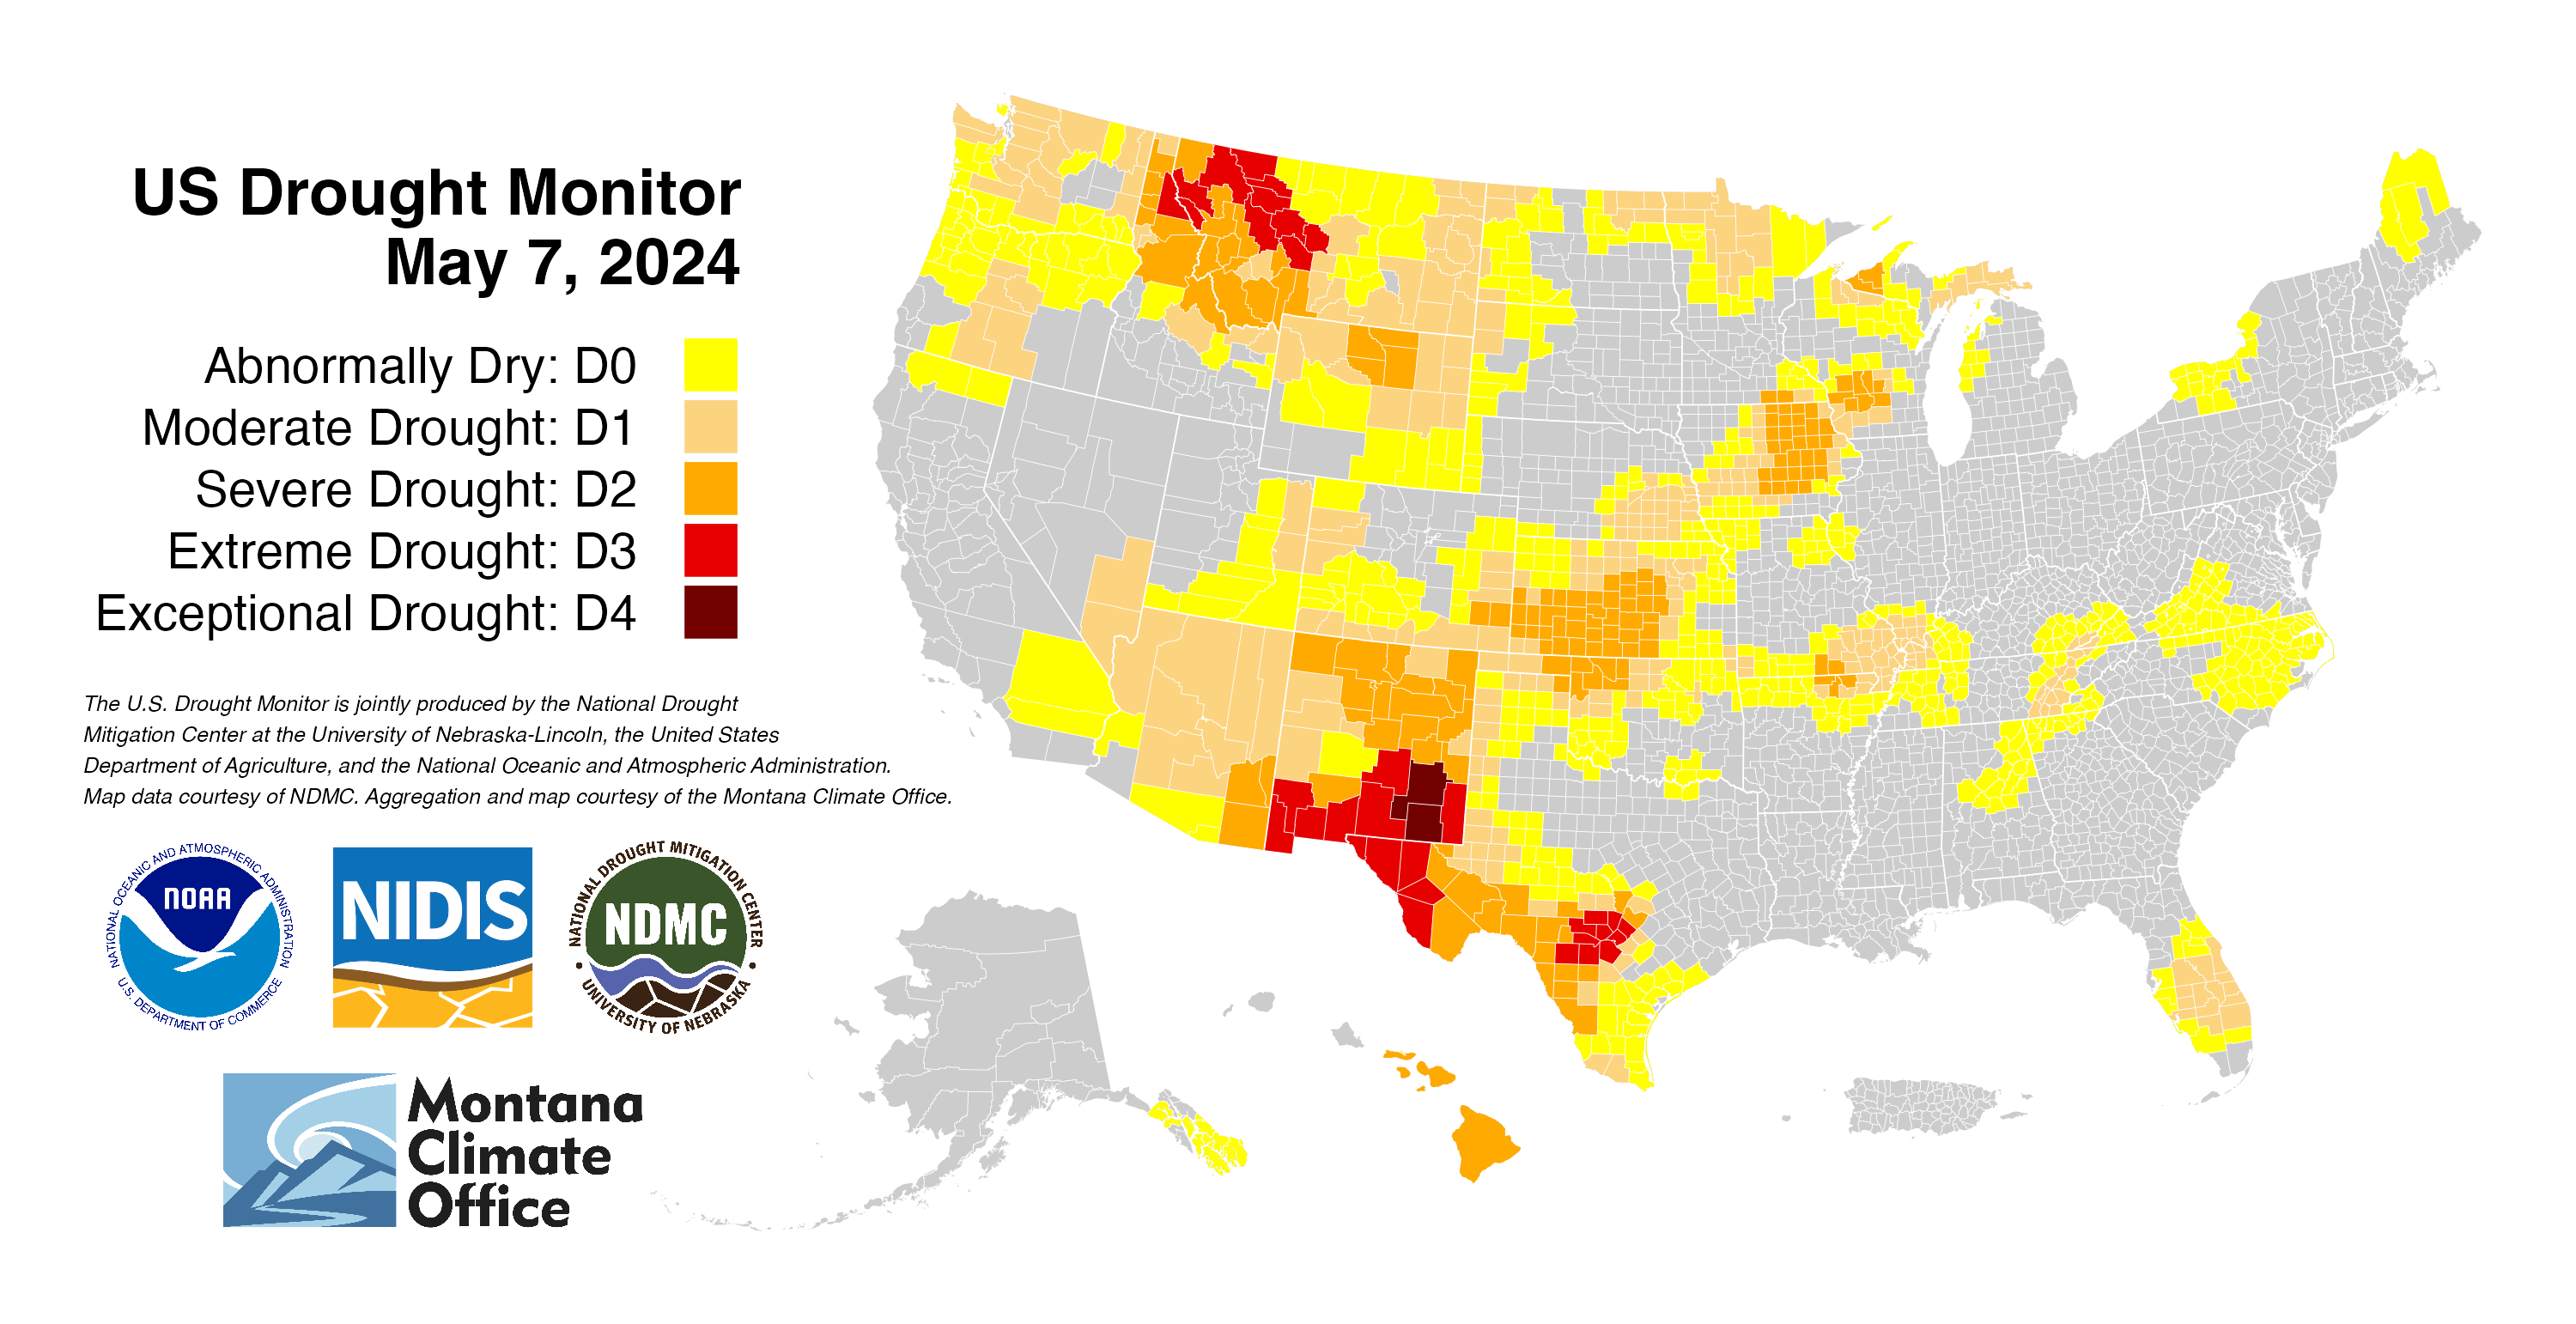 US Drought Monitor
May 7, 2024
Abnormally Dry: D0
Moderate Drought: D1
Severe Drought: D2
Extreme Drought: D3
Exceptional Drought: D4
The U.S. Drought Monitor is jointly produced by the National Drought
Mitigation Center at the University of Nebraska-Lincoln, the United States
Department of Agriculture, and the National Oceanic and Atmospheric Administration.
Map data courtesy of NDMC. Aggregation and map courtesy of the Montana Climate Office.
NATIONAL OCEANIC AND ATMOSPHERIC ADMINISTRATION
NOAA
U.S. DEPARTMENT OF COMMERCE
NIDIS
NATIONAL DROUGHT MITIGATION CENTER
NDMC
UNIVERSITY OF NEBRASKA
Montana
Climate
Office